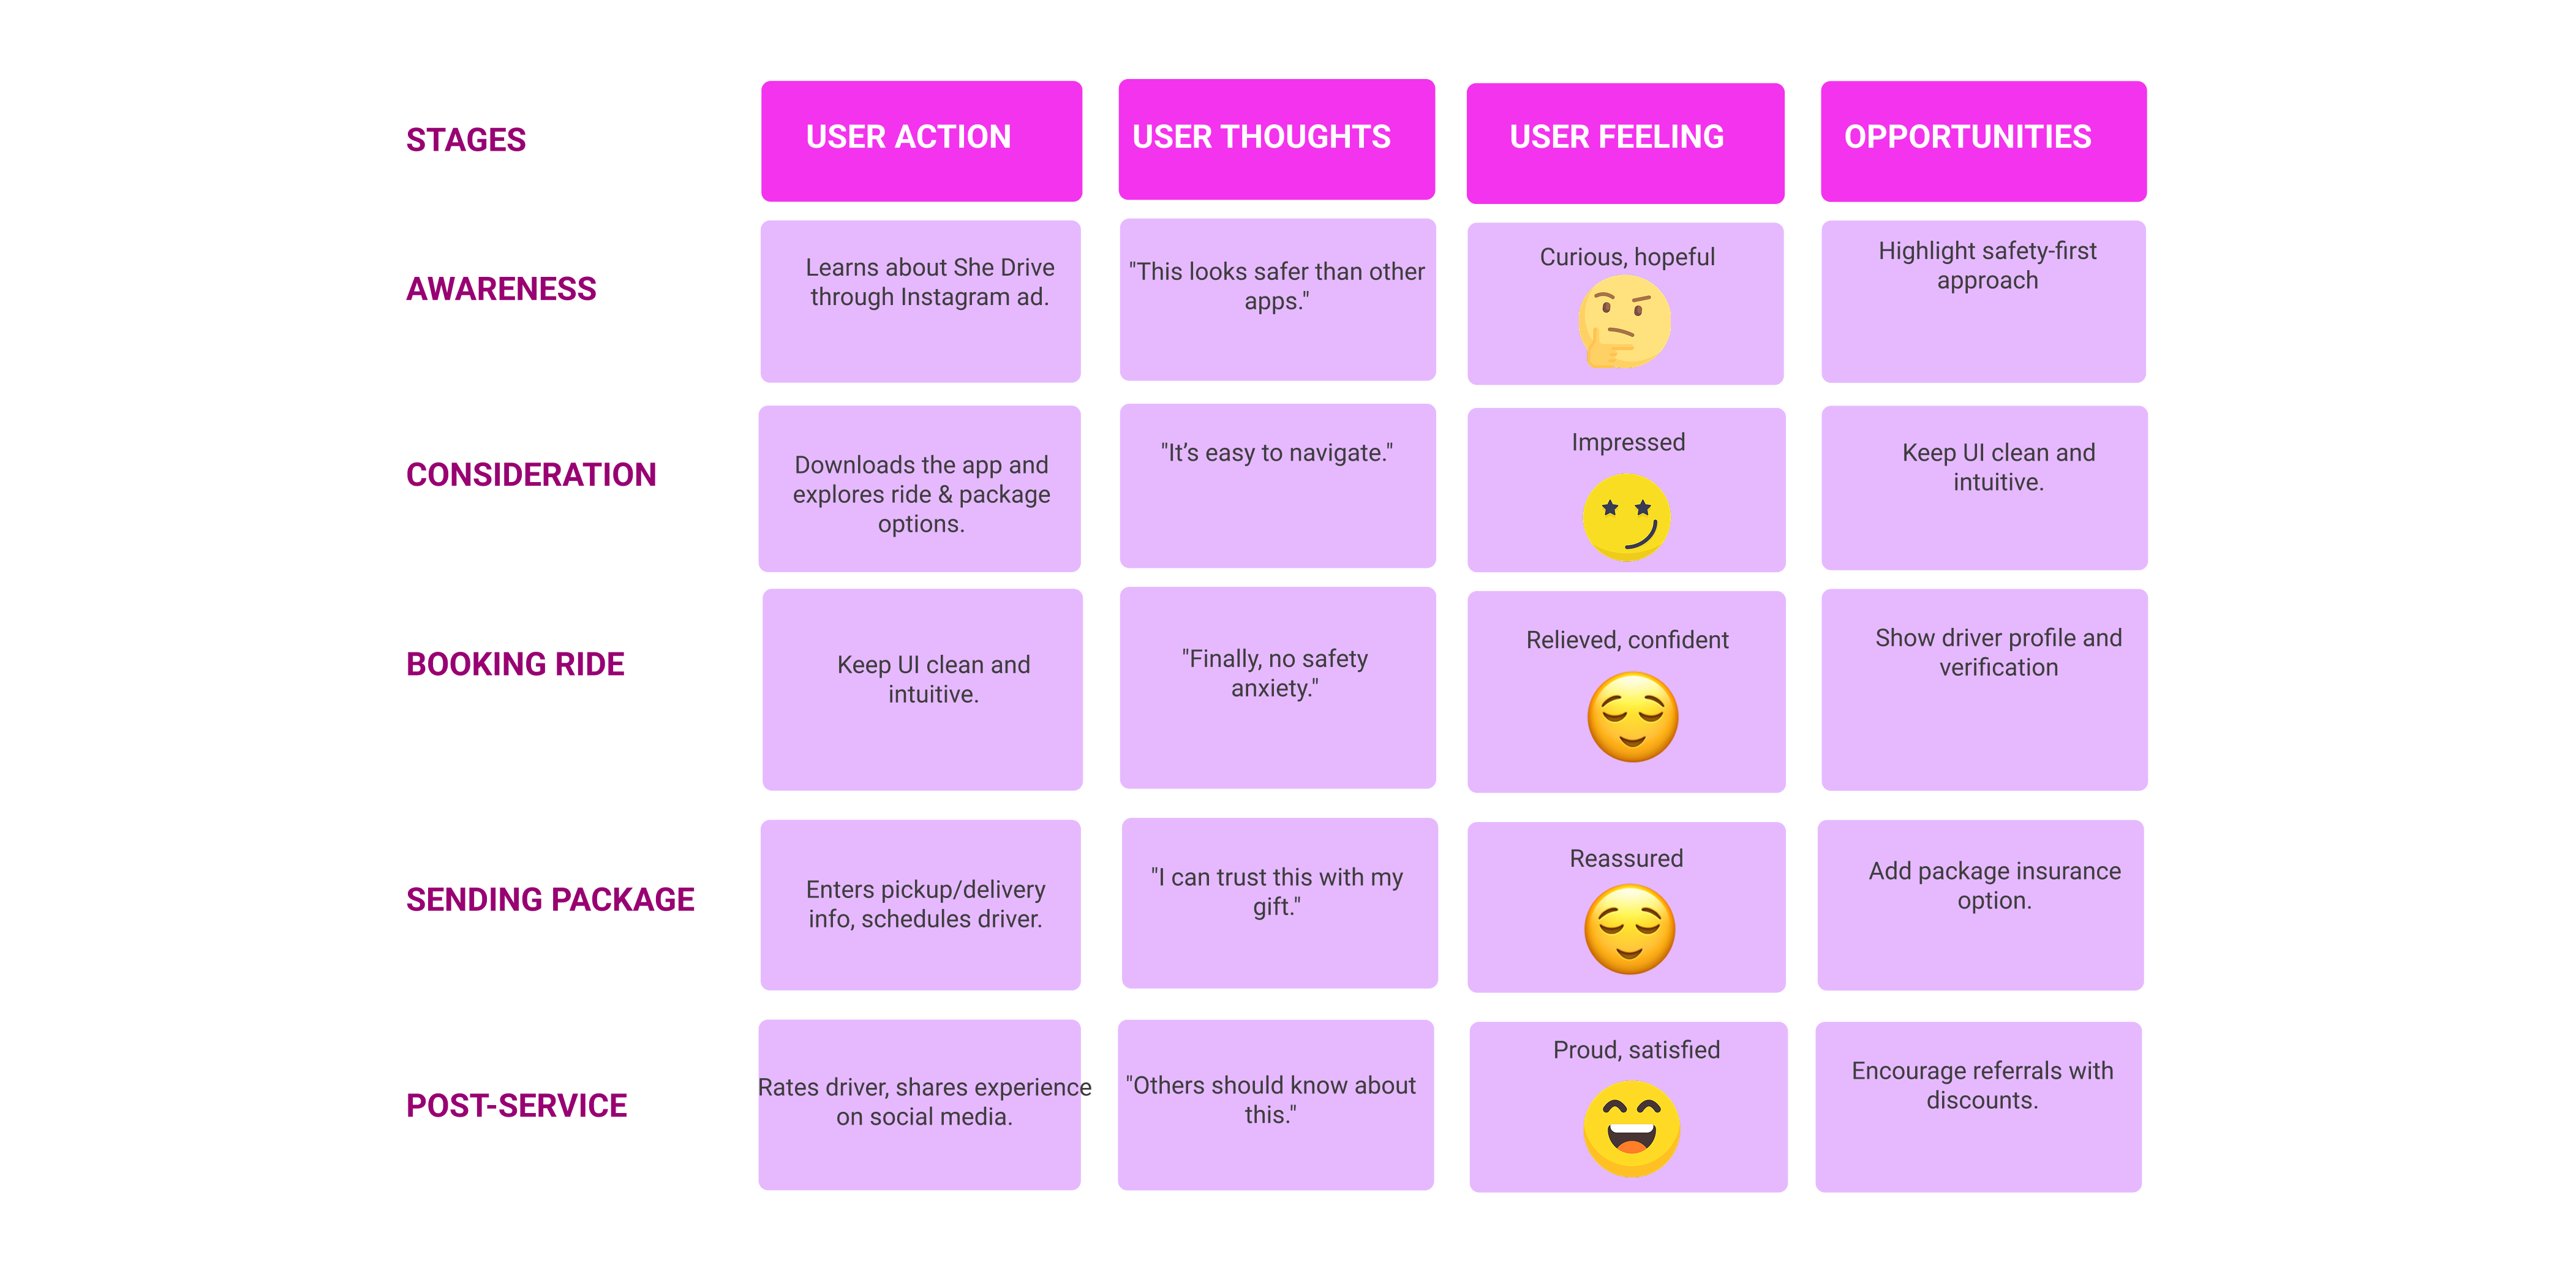 STAGES
USER ACTION
USER THOUGHTS
USER FEELING
OPPORTUNITIES
AWARENESS
Learns about She Drive
through Instagram ad.
"This looks safer than other
apps."
Curious, hopeful
Highlight safety-first
approach
CONSIDERATION
Downloads the app and
explores ride & package
options.
"It’s easy to navigate."
Impressed
Keep UI clean and
intuitive.
BOOKING RIDE
Keep UI clean and
intuitive.
"Finally, no safety
anxiety."
Relieved, confident
Show driver profile and
verification
SENDING PACKAGE
Enters pickup/delivery
info, schedules driver.
"I can trust this with my
gift."
Reassured
Add package insurance
option.
POST-SERVICE
Rates driver, shares experience
on social media.
"Others should know about
this."
Proud, satisfied
Encourage referrals with
discounts.